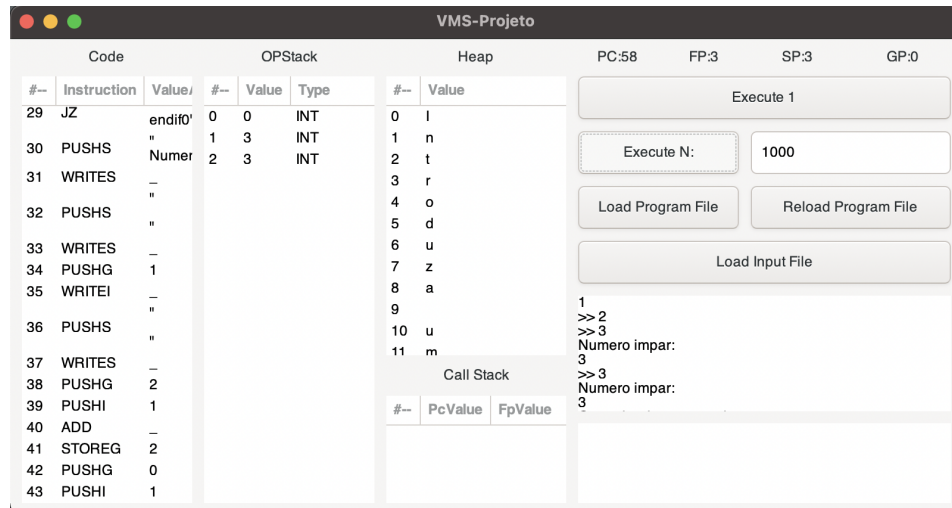 VMS-Projeto
Code
#-- Instruction Value/
29 JZ endif0"
30 PUSHS "
Numer
31 WRITES _
32 PUSHS "
"
33 WRITES _
34 PUSHG 1
35 WRITEI _
36 PUSHS "
"
37 WRITES _
38 PUSHG 2
39 PUSHI 1
40 ADD _
41 STOREG 2
42 PUSHG 0
43 PUSHI 1
OPStack
#-- Value Type
0 0 INT
1 3 INT
2 3 INT
Heap
#-- Value
0 I
1 n
2 t
3 r
4 o
5 d
6 u
7 z
8 a
9
10 u
11 m
Call Stack
#-- PcValue FpValue
PC:58 FP:3 SP:3 GP:0
Execute 1
Execute N: 1000
Load Program File Reload Program File
Load Input File
1
>> 2
>> 3
Numero impar:
3
>> 3
Numero impar:
3